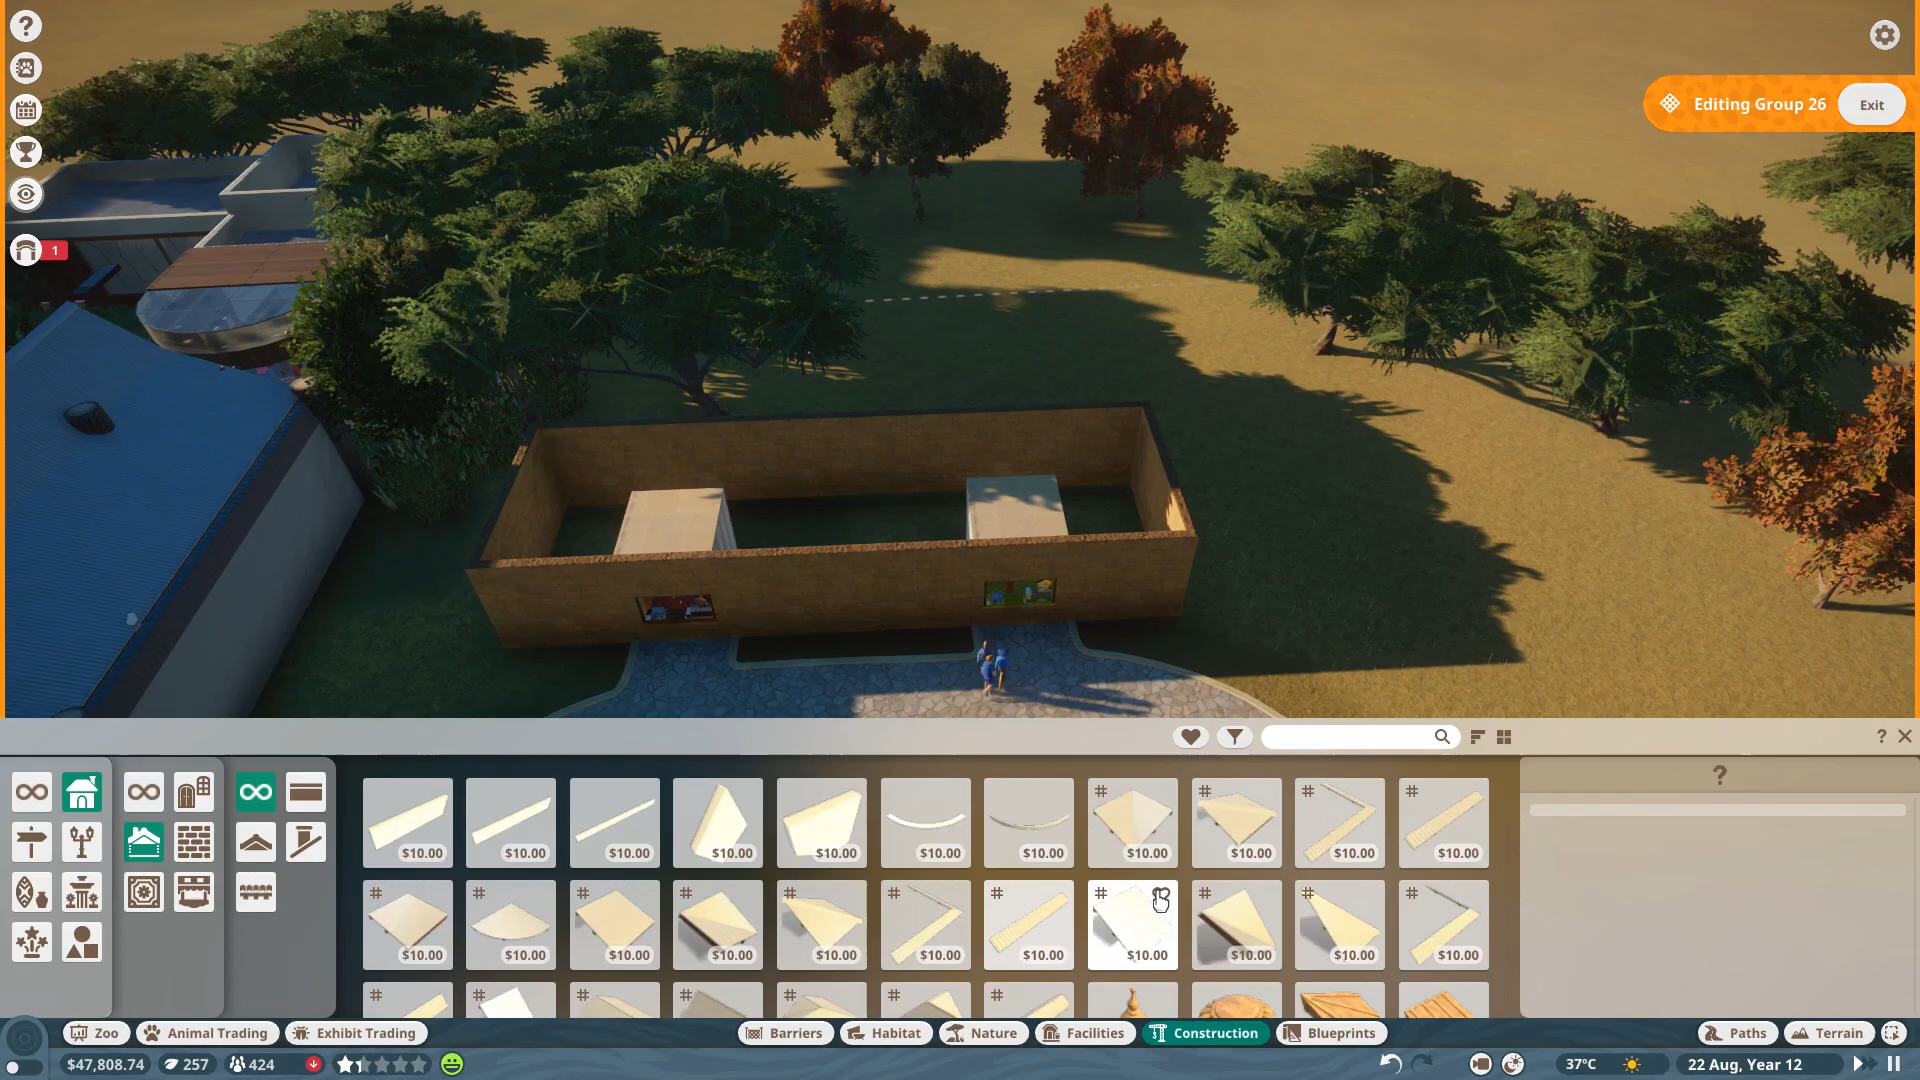 Editing Group 26
Exit
1
$10.00 $10.00 $10.00 $10.00 $10.00 $10.00 $10.00 $10.00 $10.00 $10.00 $10.00
$10.00 $10.00 $10.00 $10.00 $10.00 $10.00 $10.00 $10.00 $10.00 $10.00 $10.00
Zoo
Animal Trading
Exhibit Trading
Barriers
Habitat
Nature
Facilities
Construction
Blueprints
Paths
Terrain
$47,808.74
257
424
37°C
22 Aug, Year 12